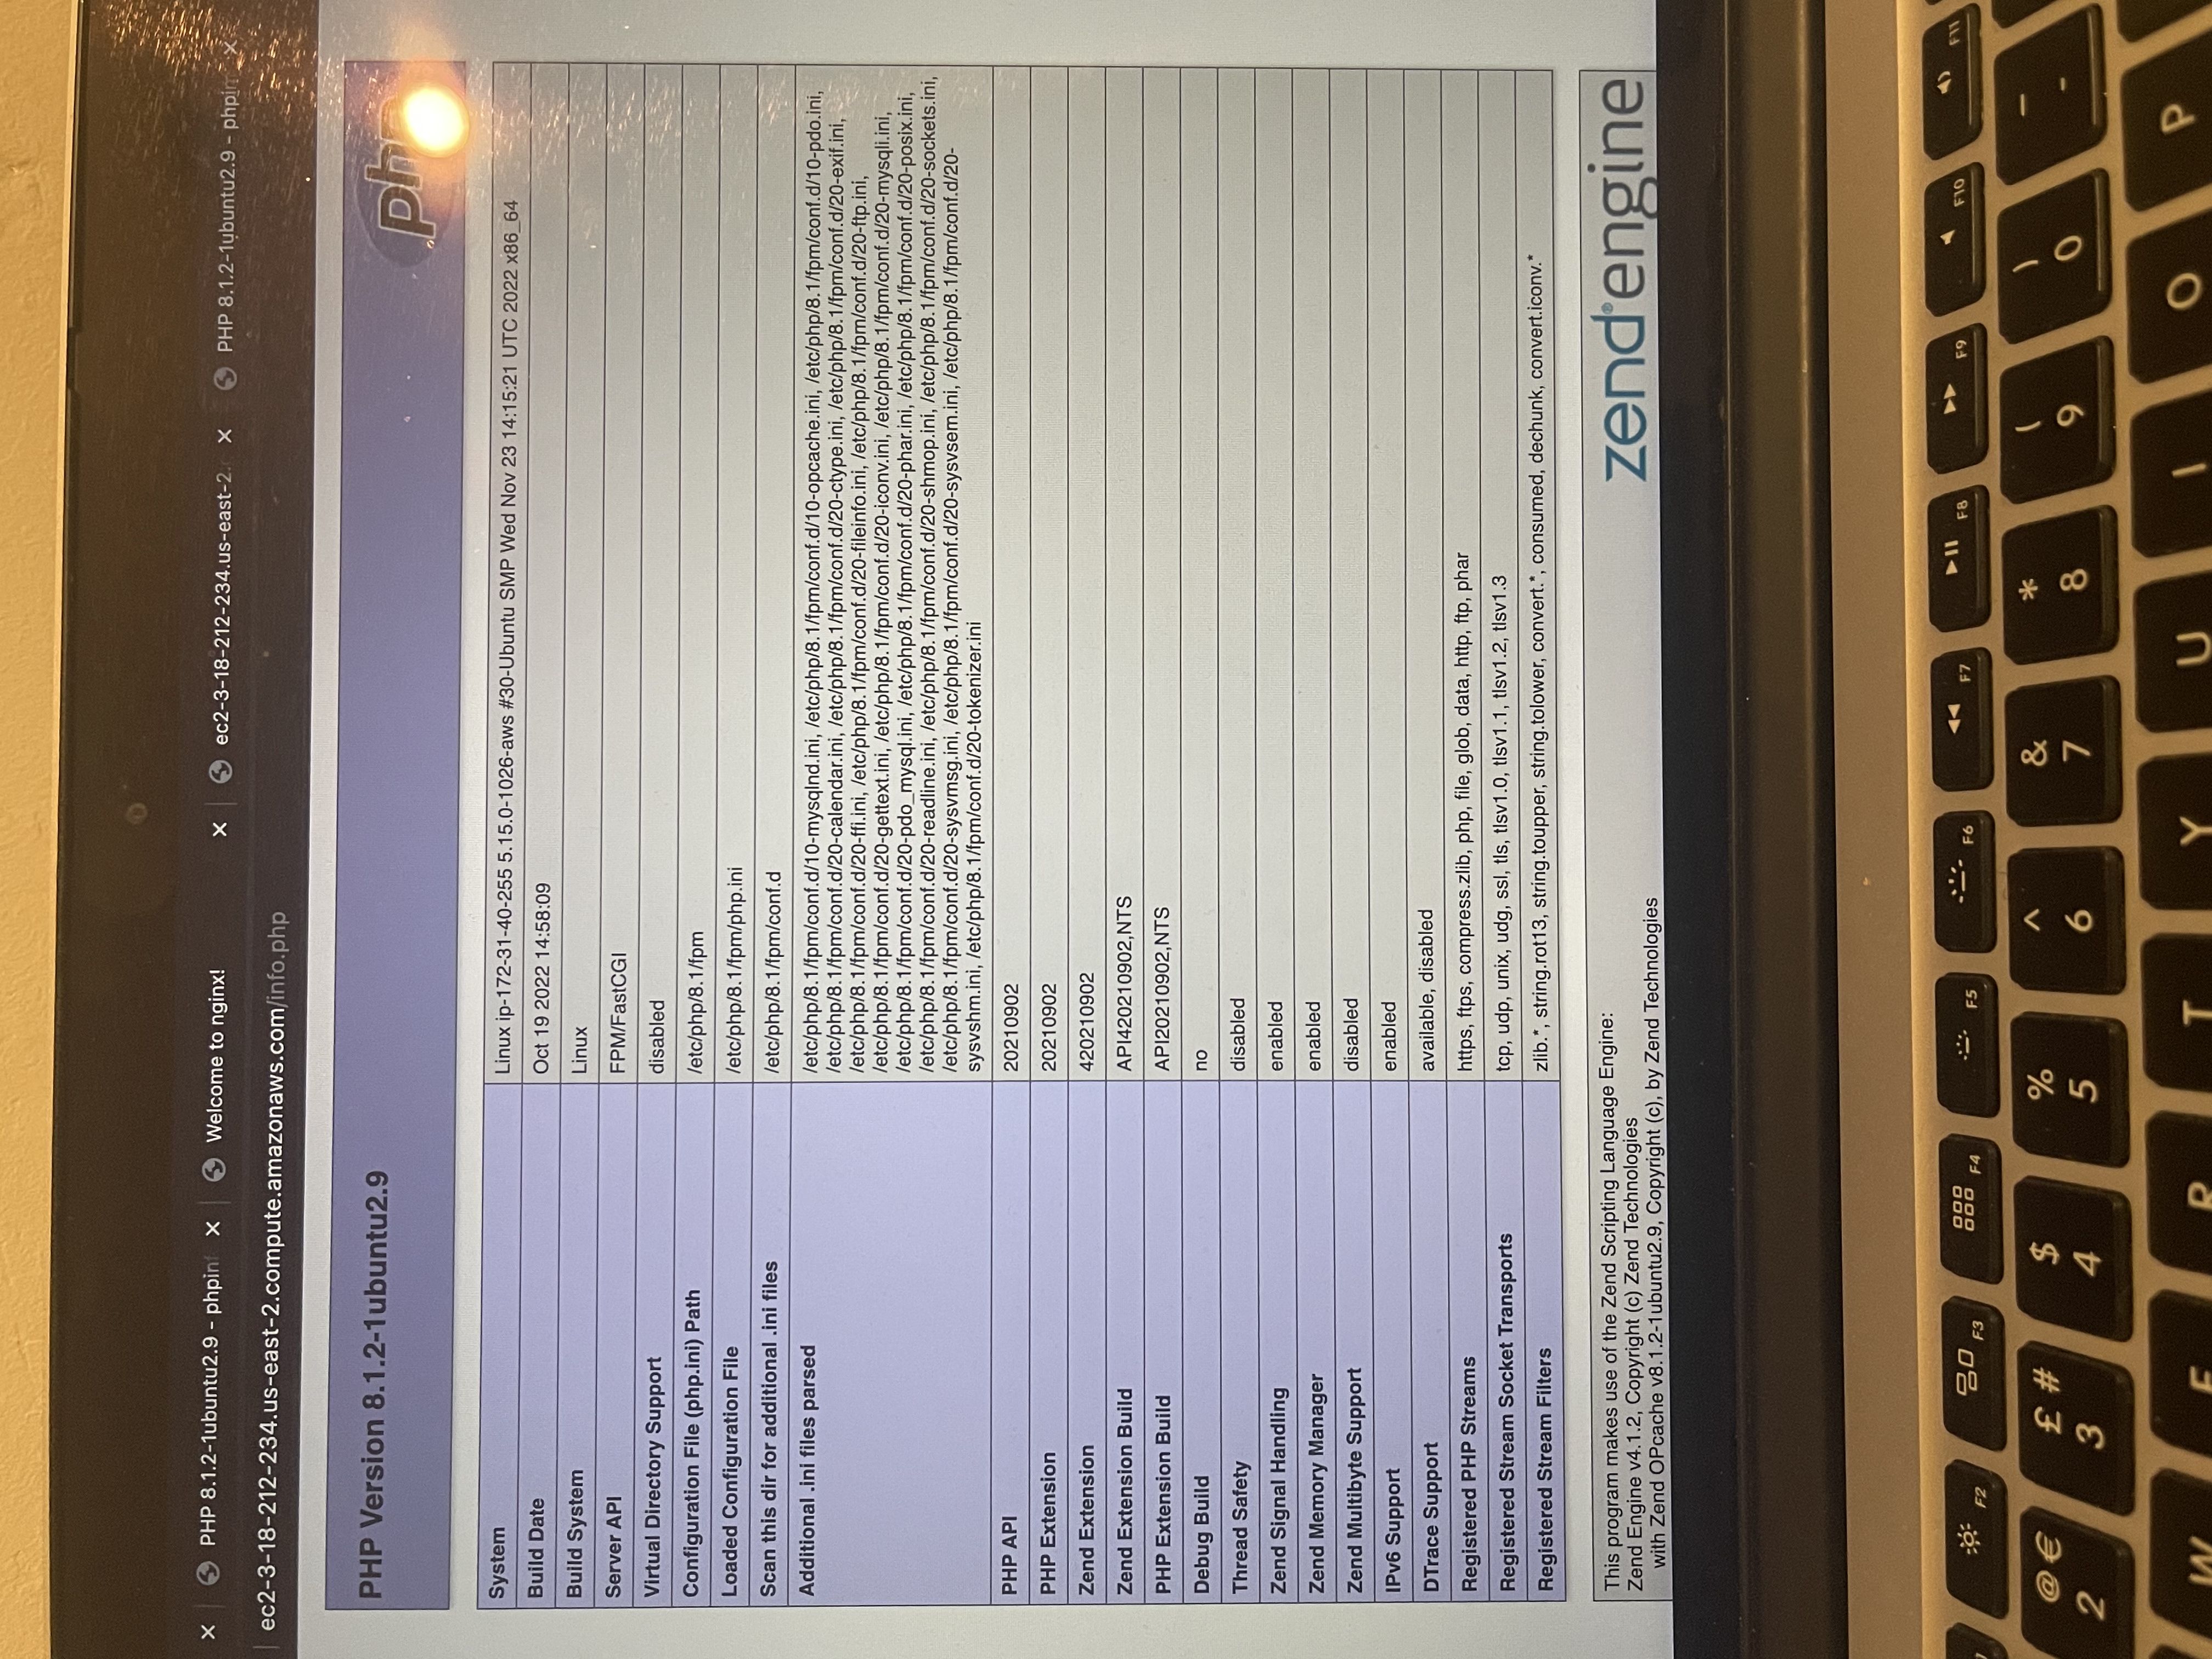 PHP 8.1.2-1ubuntu2.9 - phpinf
Welcome to nginx!
ec2-3-18-212-234.us-east-2.
PHP 8.1.2-1ubuntu2.9 - phpin
ec2-3-18-212-234.us-east-2.compute.amazonaws.com/info.php
PHP Version 8.1.2-1ubuntu2.9
php
System Linux ip-172-31-40-255 5.15.0-1026-aws #30-Ubuntu SMP Wed Nov 23 14:15:21 UTC 2022 x86_64
Build Date Oct 19 2022 14:58:09
Build System Linux
Server API FPM/FastCGI
Virtual Directory Support disabled
Configuration File (php.ini) Path /etc/php/8.1/fpm
Loaded Configuration File /etc/php/8.1/fpm/php.ini
Scan this dir for additional .ini files /etc/php/8.1/fpm/conf.d
Additional .ini files parsed /etc/php/8.1/fpm/conf.d/10-mysqlnd.ini, /etc/php/8.1/fpm/conf.d/10-opcache.ini, /etc/php/8.1/fpm/conf.d/10-pdo.ini,
/etc/php/8.1/fpm/conf.d/20-calendar.ini, /etc/php/8.1/fpm/conf.d/20-ctype.ini, /etc/php/8.1/fpm/conf.d/20-exif.ini,
/etc/php/8.1/fpm/conf.d/20-ffi.ini, /etc/php/8.1/fpm/conf.d/20-fileinfo.ini, /etc/php/8.1/fpm/conf.d/20-ftp.ini,
/etc/php/8.1/fpm/conf.d/20-gettext.ini, /etc/php/8.1/fpm/conf.d/20-iconv.ini, /etc/php/8.1/fpm/conf.d/20-mysqli.ini,
/etc/php/8.1/fpm/conf.d/20-pdo_mysql.ini, /etc/php/8.1/fpm/conf.d/20-phar.ini, /etc/php/8.1/fpm/conf.d/20-posix.ini,
/etc/php/8.1/fpm/conf.d/20-readline.ini, /etc/php/8.1/fpm/conf.d/20-shmop.ini, /etc/php/8.1/fpm/conf.d/20-sockets.ini,
/etc/php/8.1/fpm/conf.d/20-sysvmsg.ini, /etc/php/8.1/fpm/conf.d/20-sysvsem.ini, /etc/php/8.1/fpm/conf.d/20-
sysvshm.ini, /etc/php/8.1/fpm/conf.d/20-tokenizer.ini
PHP API 20210902
PHP Extension 20210902
Zend Extension 420210902
Zend Extension Build API420210902,NTS
PHP Extension Build API20210902,NTS
Debug Build no
Thread Safety disabled
Zend Signal Handling enabled
Zend Memory Manager enabled
Zend Multibyte Support disabled
IPv6 Support enabled
DTrace Support available, disabled
Registered PHP Streams https, ftps, compress.zlib, php, file, glob, data, http, ftp, phar
Registered Stream Socket Transports tcp, udp, unix, udg, ssl, tls, tlsv1.0, tlsv1.1, tlsv1.2, tlsv1.3
Registered Stream Filters zlib.*, string.rot13, string.toupper, string.tolower, convert.*, consumed, dechunk, convert.iconv.*
This program makes use of the Zend Scripting Language Engine:
Zend Engine v4.1.2, Copyright (c) Zend Technologies
with Zend OPcache v8.1.2-1ubuntu2.9, Copyright (c), by Zend Technologies
zend® engine
F2 F3 F4 F5 F6 F7 F8 F9 F10 F11
@ € £ # $ % ^ & * ( ) _
2 3 4 5 6 7 8 9 0 -
W E R T Y U I O P